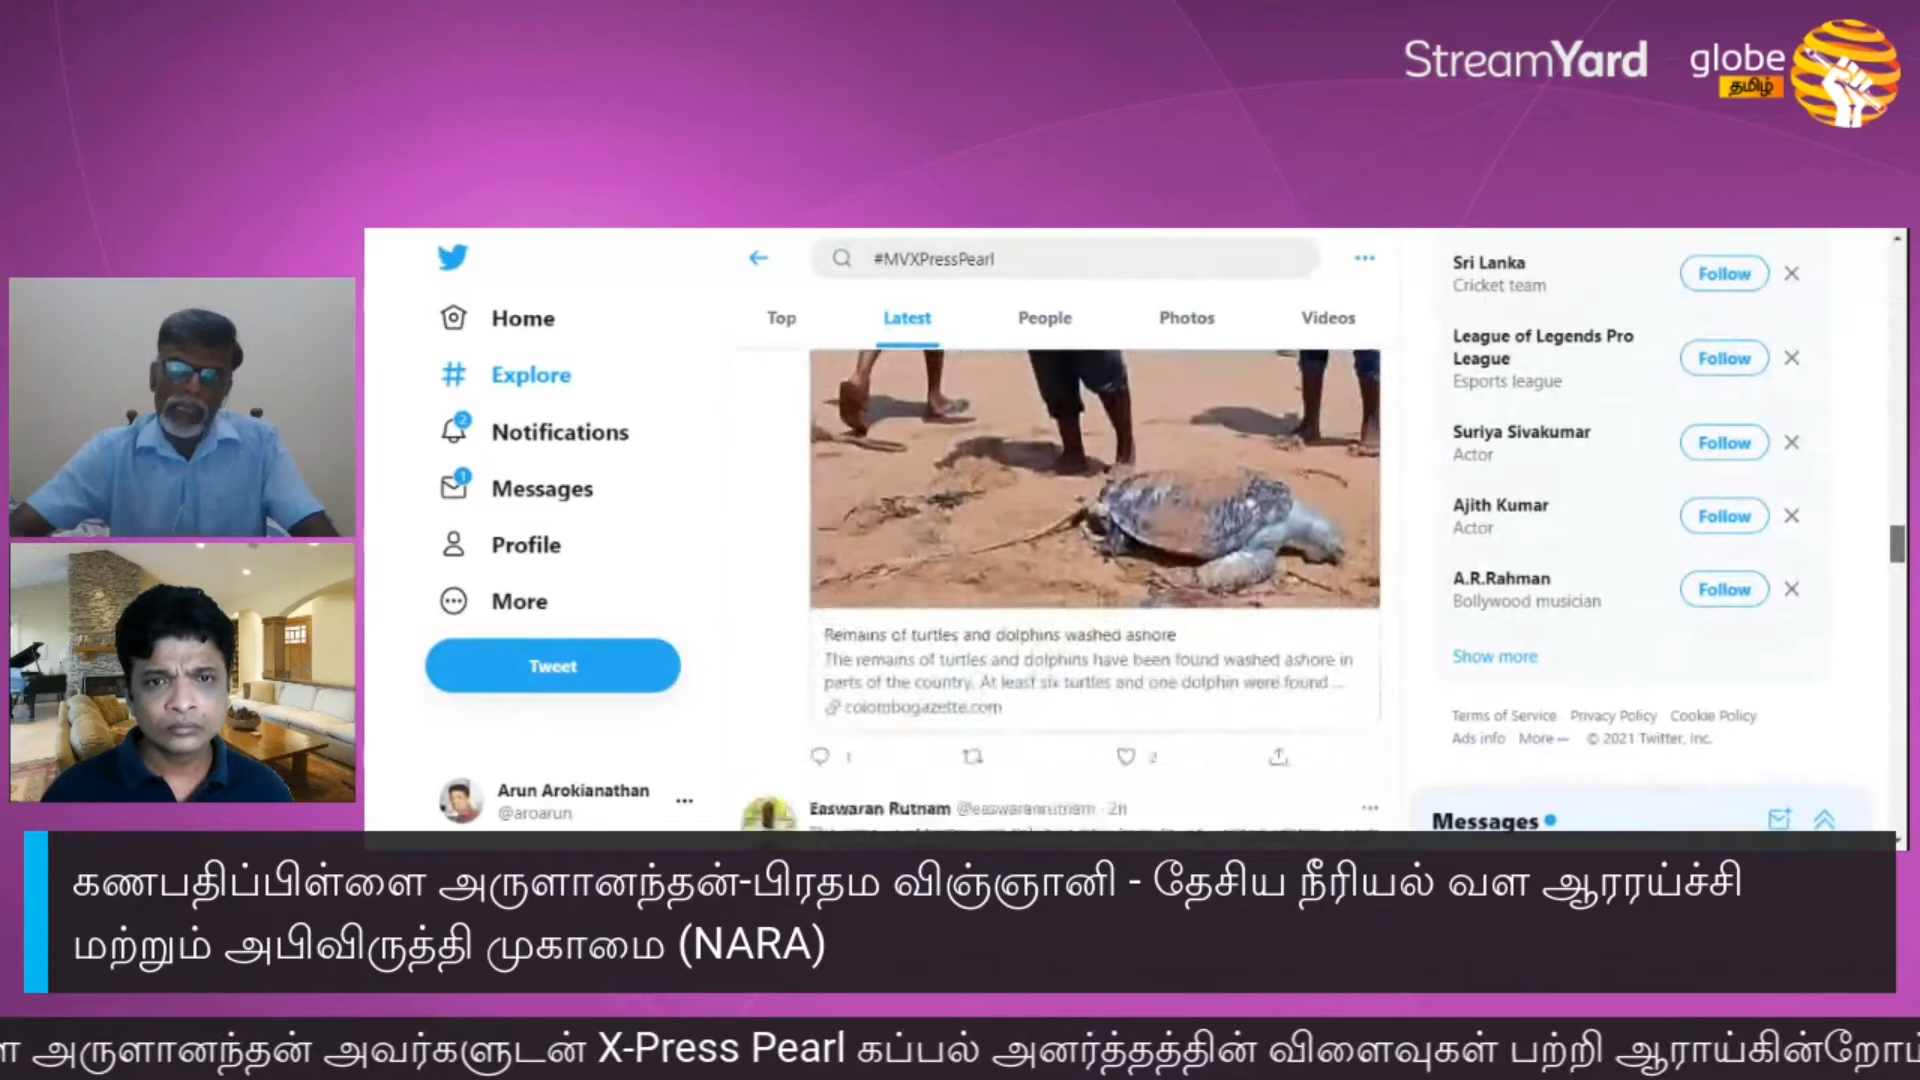 StreamYard
globe
தமிழ்
#MVXPressPearl
Top
Latest
People
Photos
Videos
Home
Explore
2
Notifications
1
Messages
Profile
More
Tweet
Arun Arokianathan
@aroarun
Remains of turtles and dolphins washed ashore
The remains of turtles and dolphins have been found washed ashore in
parts of the country. At least six turtles and one dolphin were found ...
colombogazette.com
1
2
Easwaran Rutnam @easwaranrutnam · 2h
Sri Lanka
Cricket team
Follow
League of Legends Pro
League
Esports league
Follow
Suriya Sivakumar
Actor
Follow
Ajith Kumar
Actor
Follow
A.R.Rahman
Bollywood musician
Follow
Show more
Terms of Service Privacy Policy Cookie Policy
Ads info More ··· © 2021 Twitter, Inc.
Messages
கணபதிப்பிள்ளை அருளானந்தன்-பிரதம விஞ்ஞானி - தேசிய நீரியல் வள ஆரரய்ச்சி
மற்றும் அபிவிருத்தி முகாமை (NARA)
அருளானந்தன் அவர்களுடன் X-Press Pearl கப்பல் அனர்த்தத்தின் விளைவுகள் பற்றி ஆராய்கின்றோம்